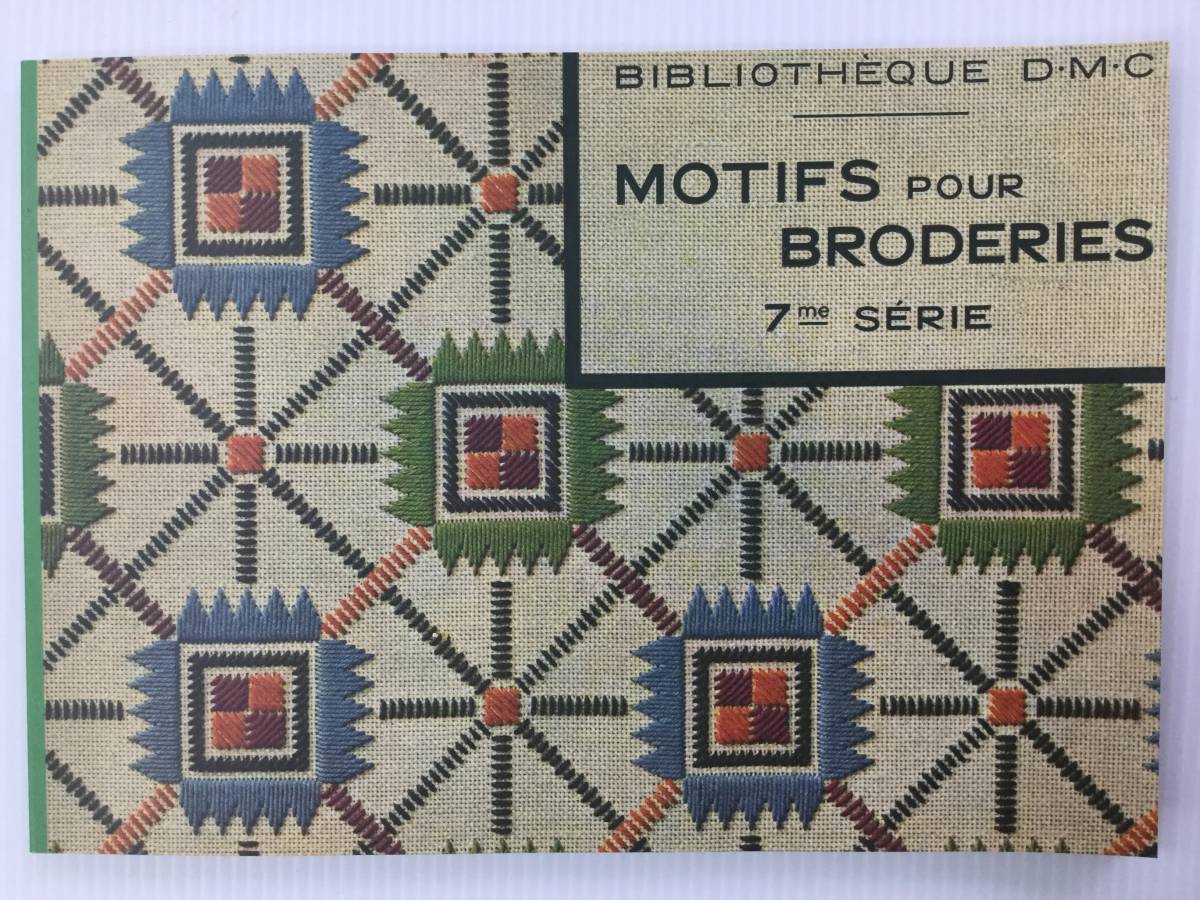 BIBLIOTHÈQUE D·M·C
MOTIFS POUR
BRODERIES
7me SÉRIE